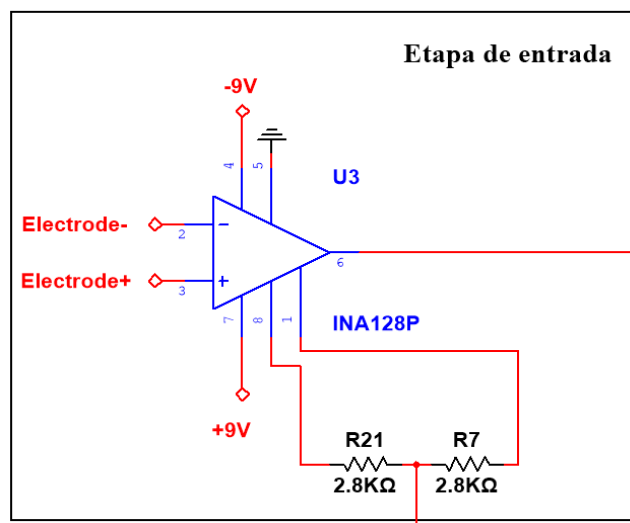 Etapa de entrada
-9V
4
5
U3
Electrode-
2
6
Electrode+
3
7
8
1
INA128P
+9V
R21
R7
2.8KΩ
2.8KΩ